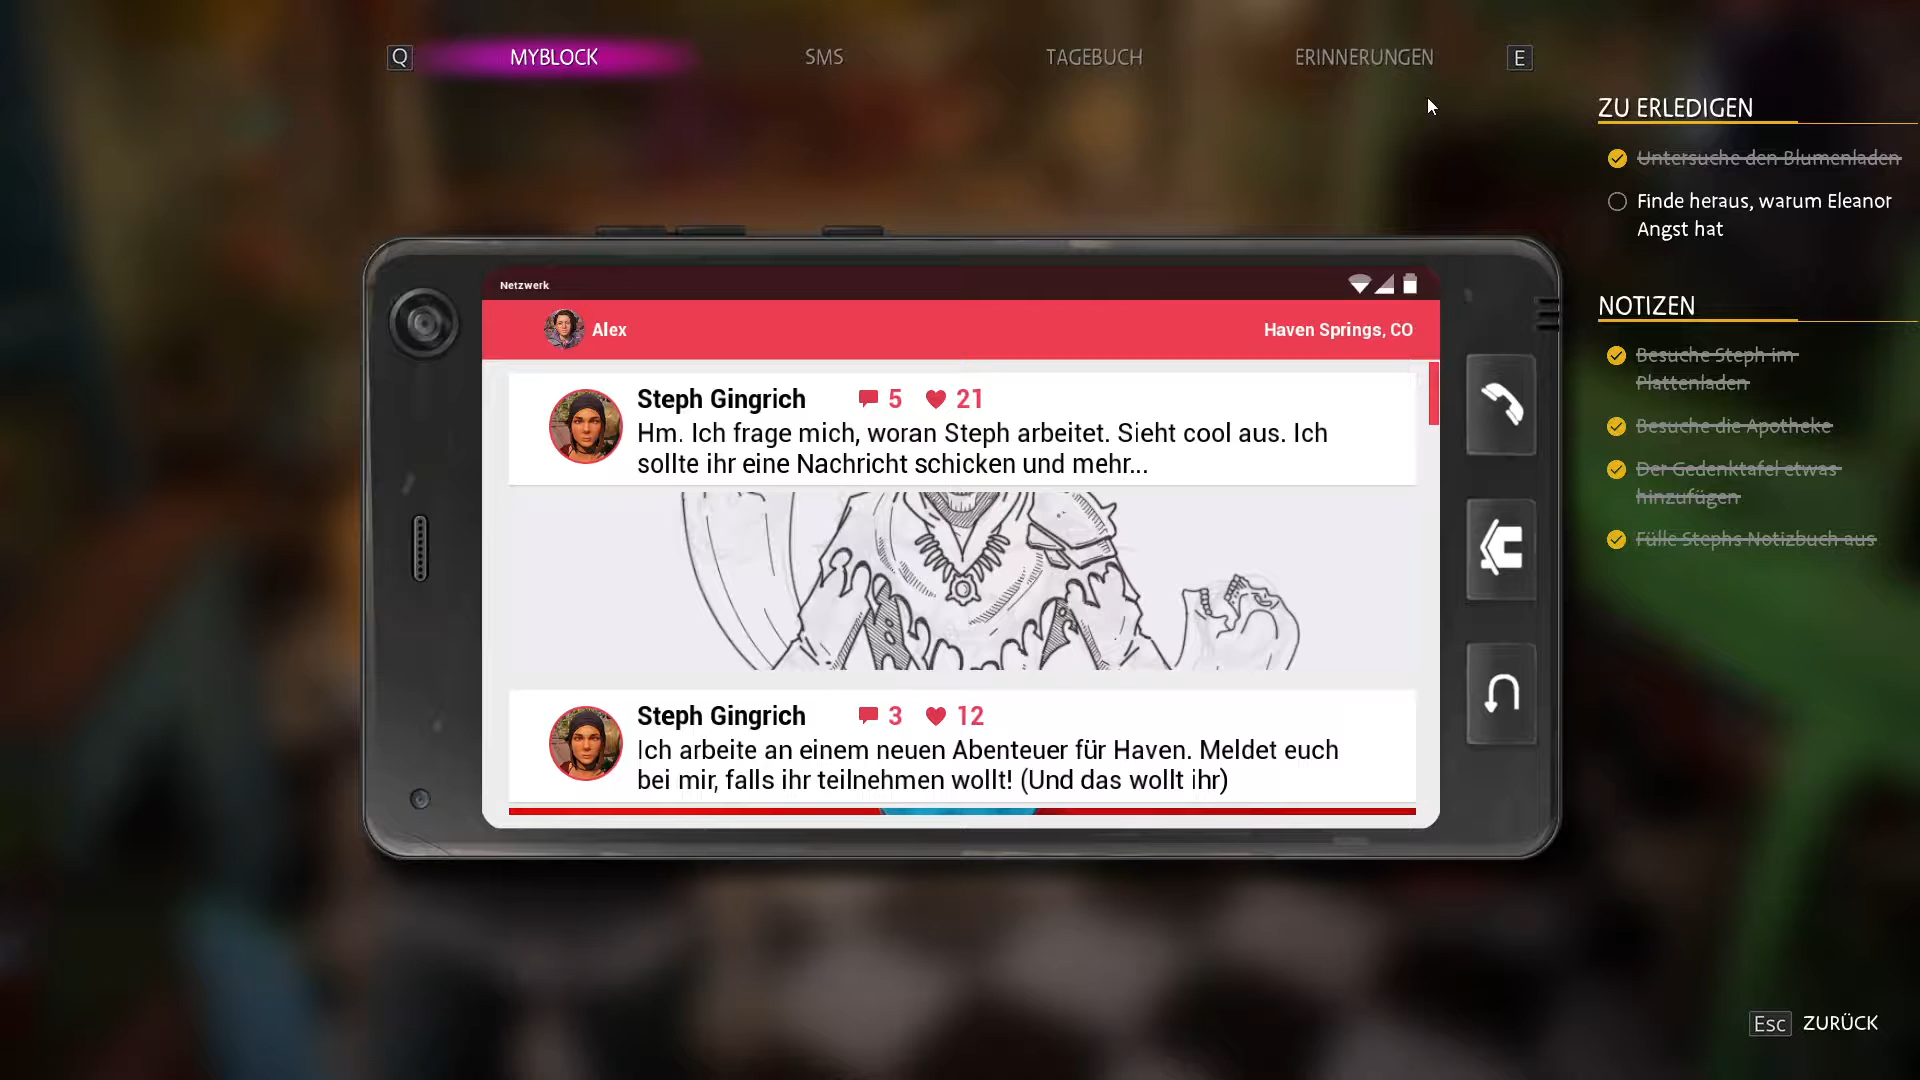 Q MYBLOCK SMS TAGEBUCH ERINNERUNGEN E
ZU ERLEDIGEN
Untersuche den Blumenladen
Finde heraus, warum Eleanor
Angst hat
NOTIZEN
Besuche Steph im
Plattenladen
Besuche die Apotheke
Der Gedenktafel etwas
hinzufügen
Fülle Stephs Notizbuch aus
Netzwerk
Alex Haven Springs, CO
Steph Gingrich 5 21
Hm. Ich frage mich, woran Steph arbeitet. Sieht cool aus. Ich
sollte ihr eine Nachricht schicken und mehr...
Steph Gingrich 3 12
Ich arbeite an einem neuen Abenteuer für Haven. Meldet euch
bei mir, falls ihr teilnehmen wollt! (Und das wollt ihr)
Esc ZURÜCK